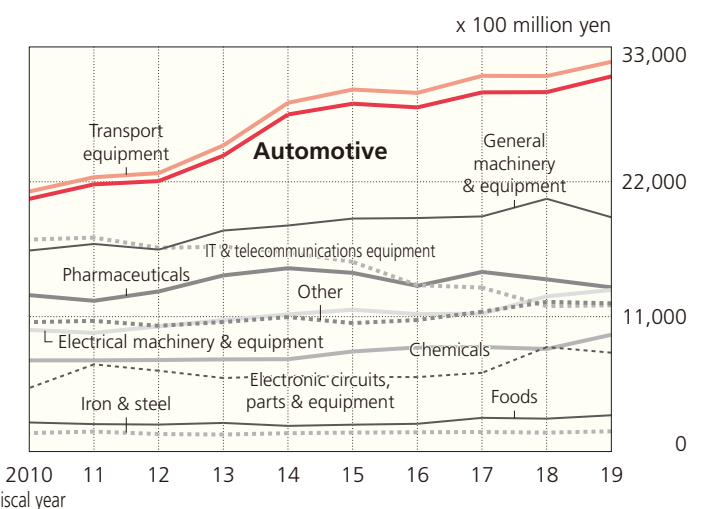 x 100 million yen
33,000
Transport
equipment
Automotive
General
machinery
& equipment
22,000
IT & telecommunications equipment
Pharmaceuticals
Other
11,000
Electrical machinery & equipment
Chemicals
Electronic circuits,
parts & equipment
Iron & steel
Foods
0
2010 11 12 13 14 15 16 17 18 19
iscal year